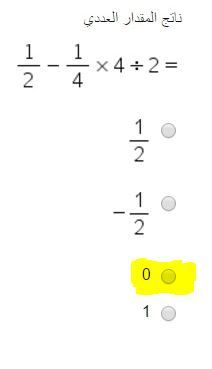 ناتج المقدار العددي
1/2 − 1/4 × 4 ÷ 2 =
1/2
−1/2
0
1